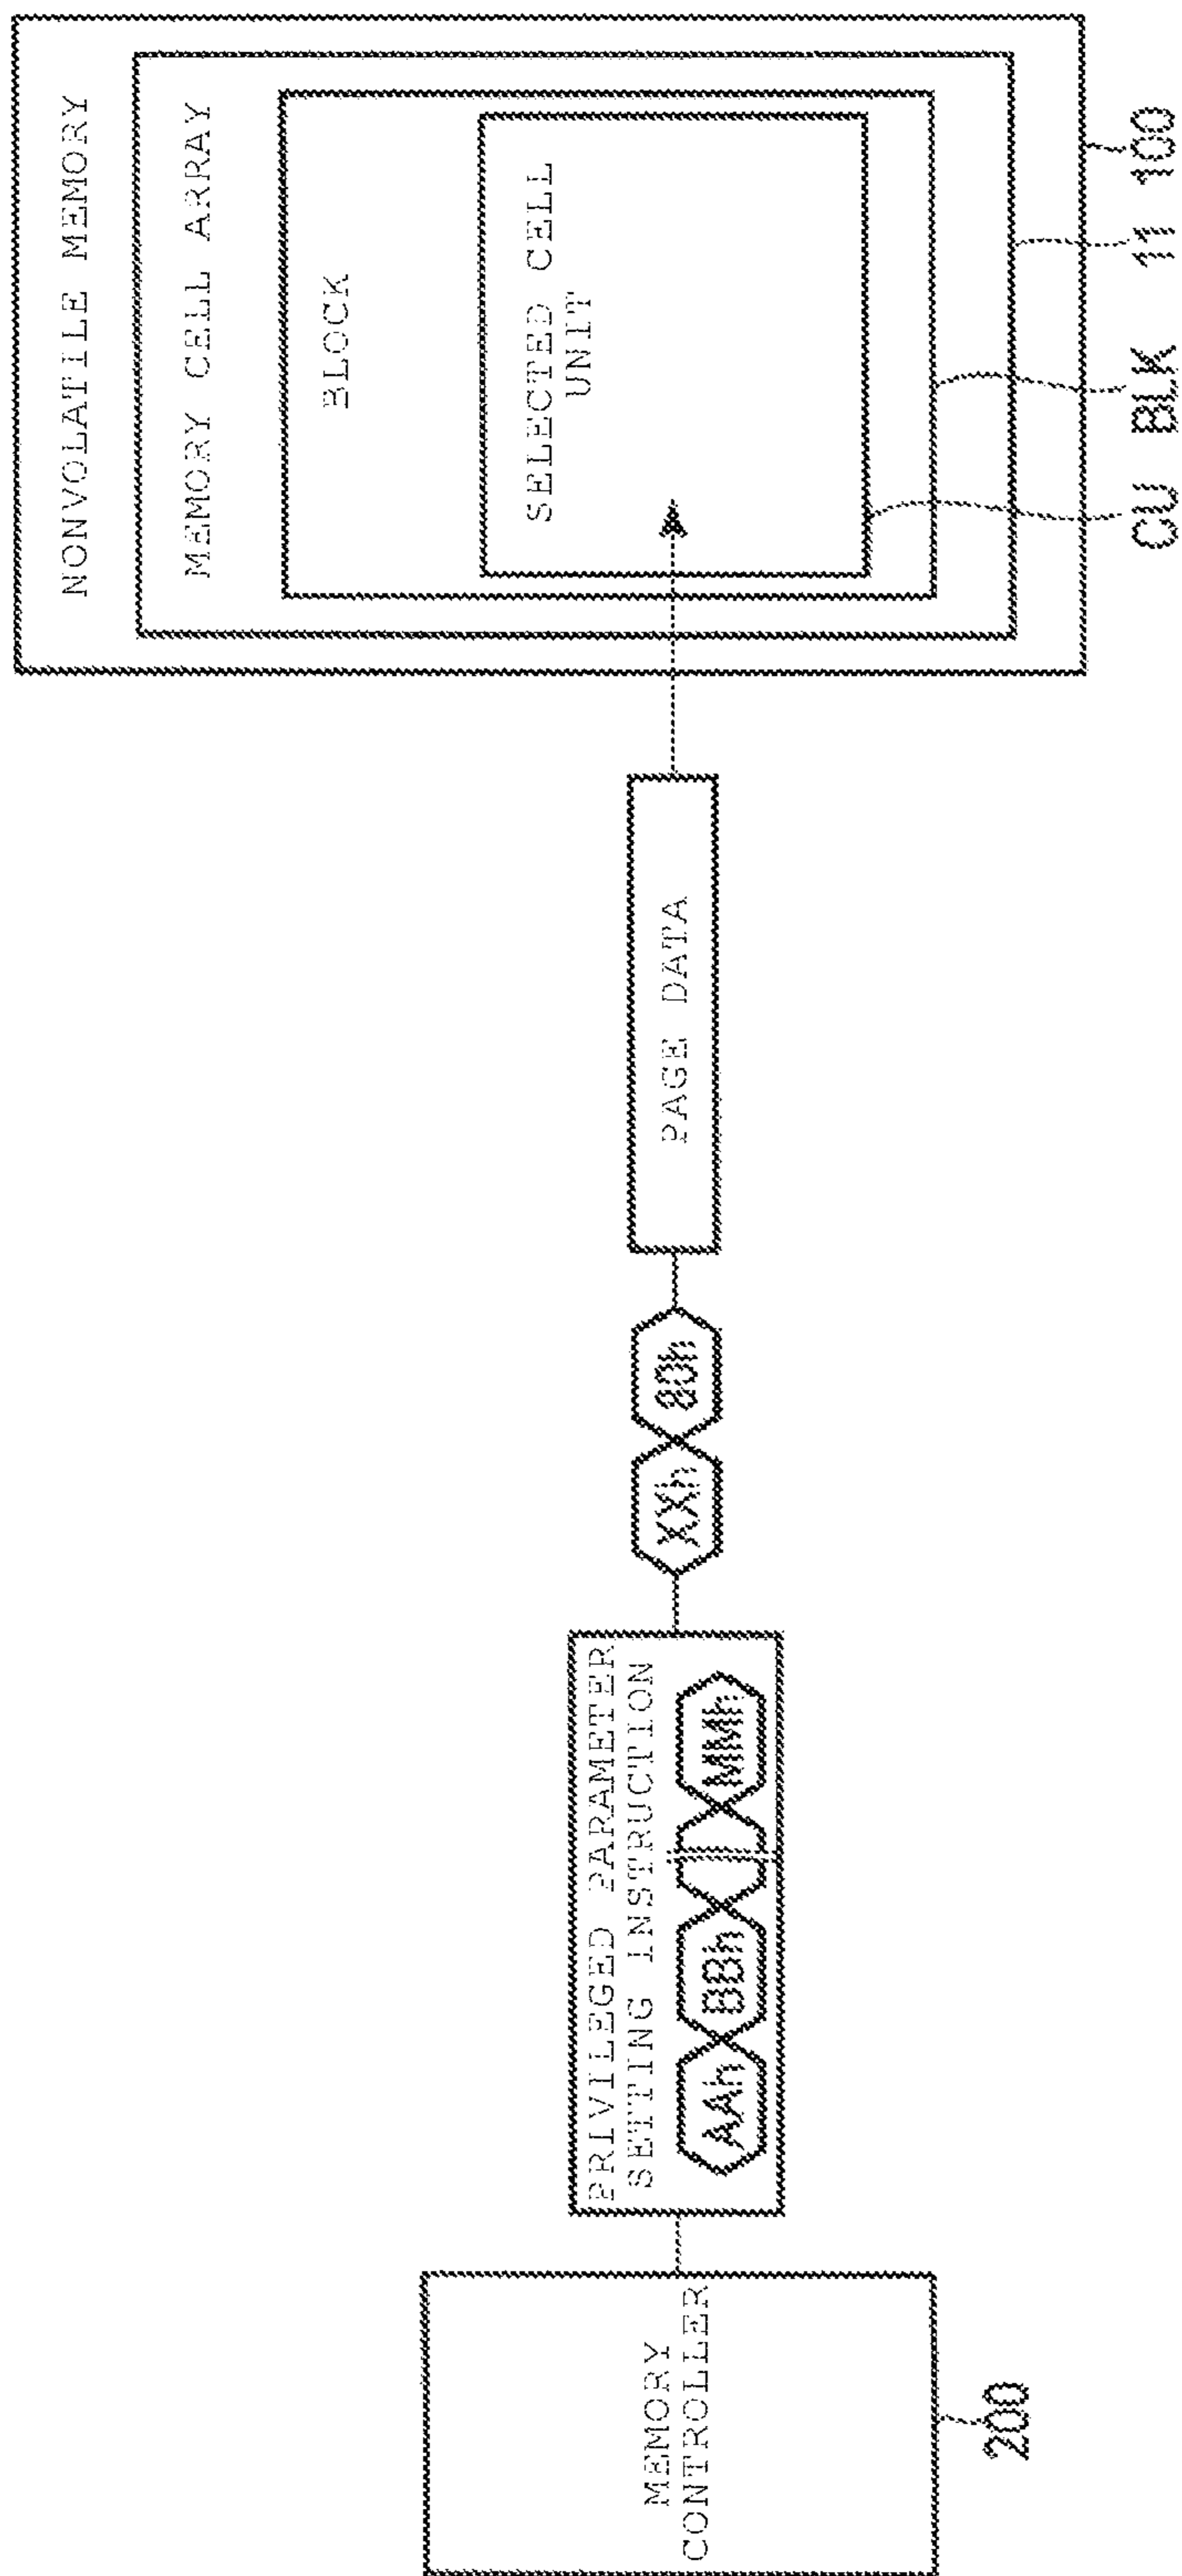 NONVOLATILE MEMORY
MEMORY CELL ARRAY
BLOCK
SELECTED CELL
UNIT
PRIVILEGED PARAMETER
SETTING INSTRUCTION
AAh
BBh
MMh
XXh
80h
PAGE DATA
MEMORY
CONTROLLER
200
CU
BLK
11
100